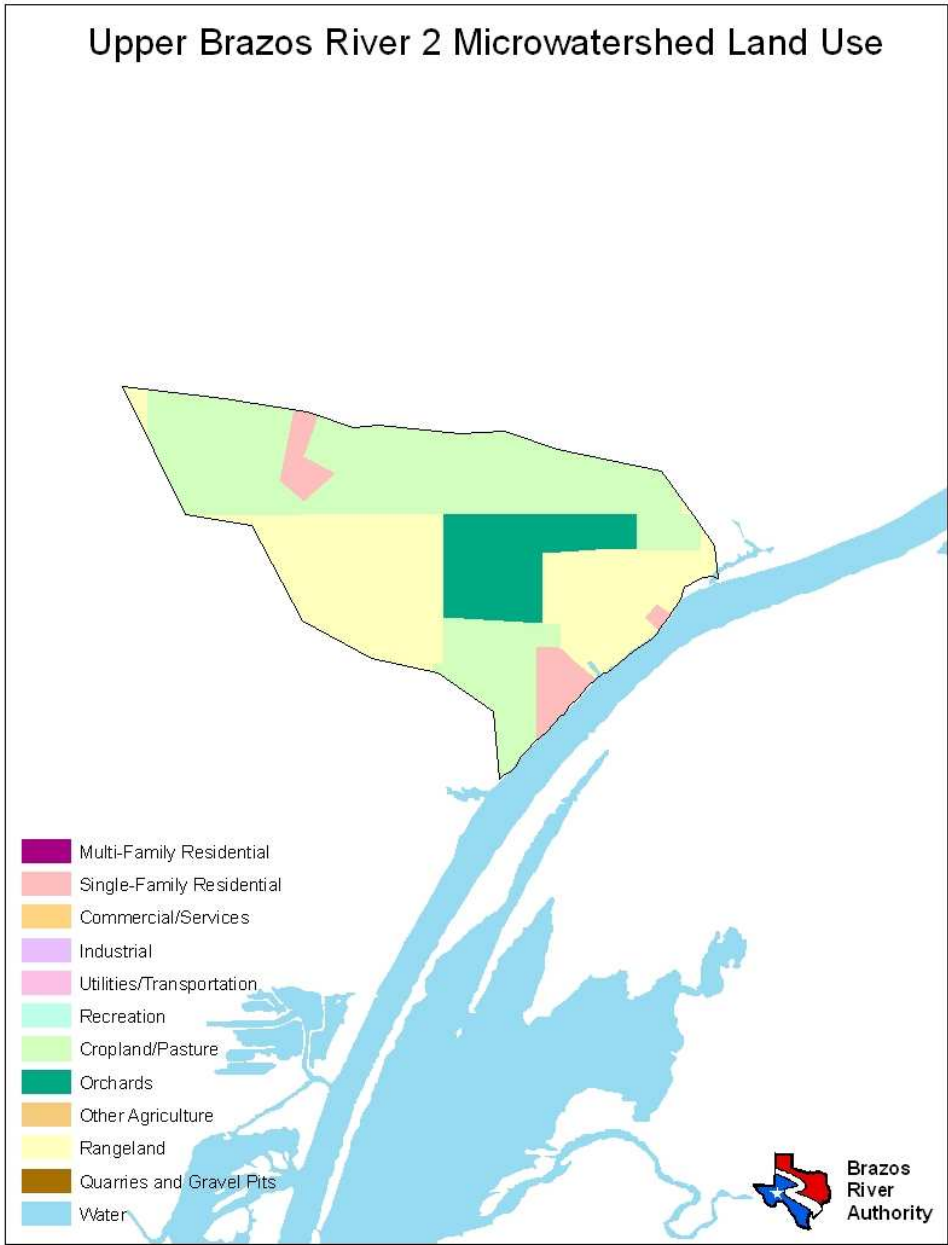 Upper Brazos River 2 Microwatershed Land Use
Multi-Family Residential
Single-Family Residential
Commercial/Services
Industrial
Utilities/Transportation
Recreation
Cropland/Pasture
Orchards
Other Agriculture
Rangeland
Quarries and Gravel Pits
Water
Brazos
River
Authority